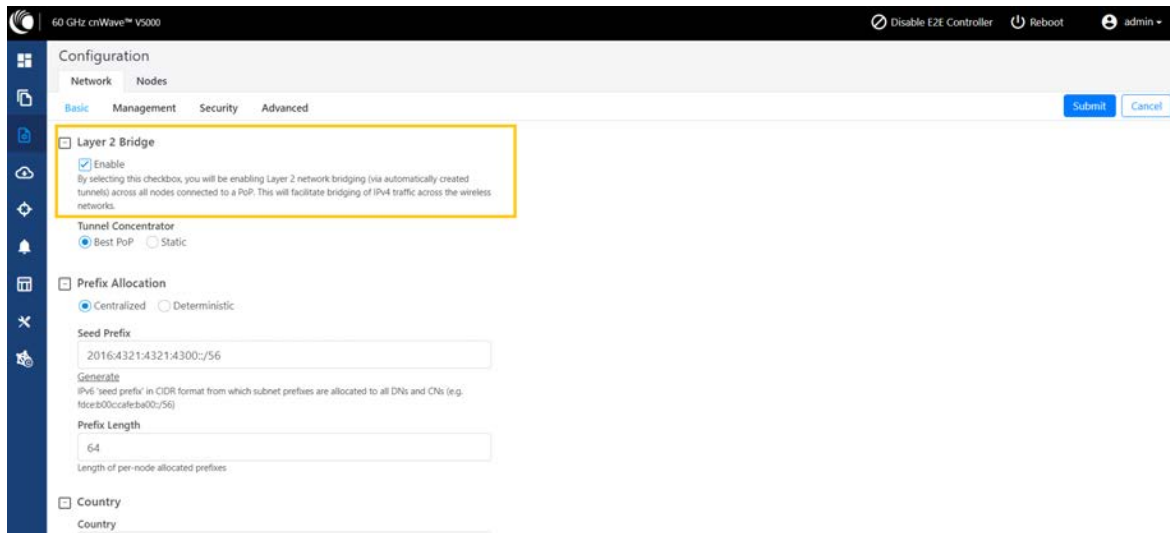 60 GHz cnWave™ V5000
Disable E2E Controller
Reboot
admin
Configuration
Network Nodes
Basic Management Security Advanced
Submit Cancel
Layer 2 Bridge
Enable
By selecting this checkbox, you will be enabling Layer 2 network bridging (via automatically created
tunnels) across all nodes connected to a PoP. This will facilitate bridging of IPv4 traffic across the wireless
networks.
Tunnel Concentrator
Best PoP Static
Prefix Allocation
Centralized Deterministic
Seed Prefix
2016:4321:4321:4300::/56
Generate
IPv6 'seed prefix' in CIDR format from which subnet prefixes are allocated to all DNs and CNs (e.g.
fdce:b00c:cafe:ba00::/56)
Prefix Length
64
Length of per-node allocated prefixes
Country
Country